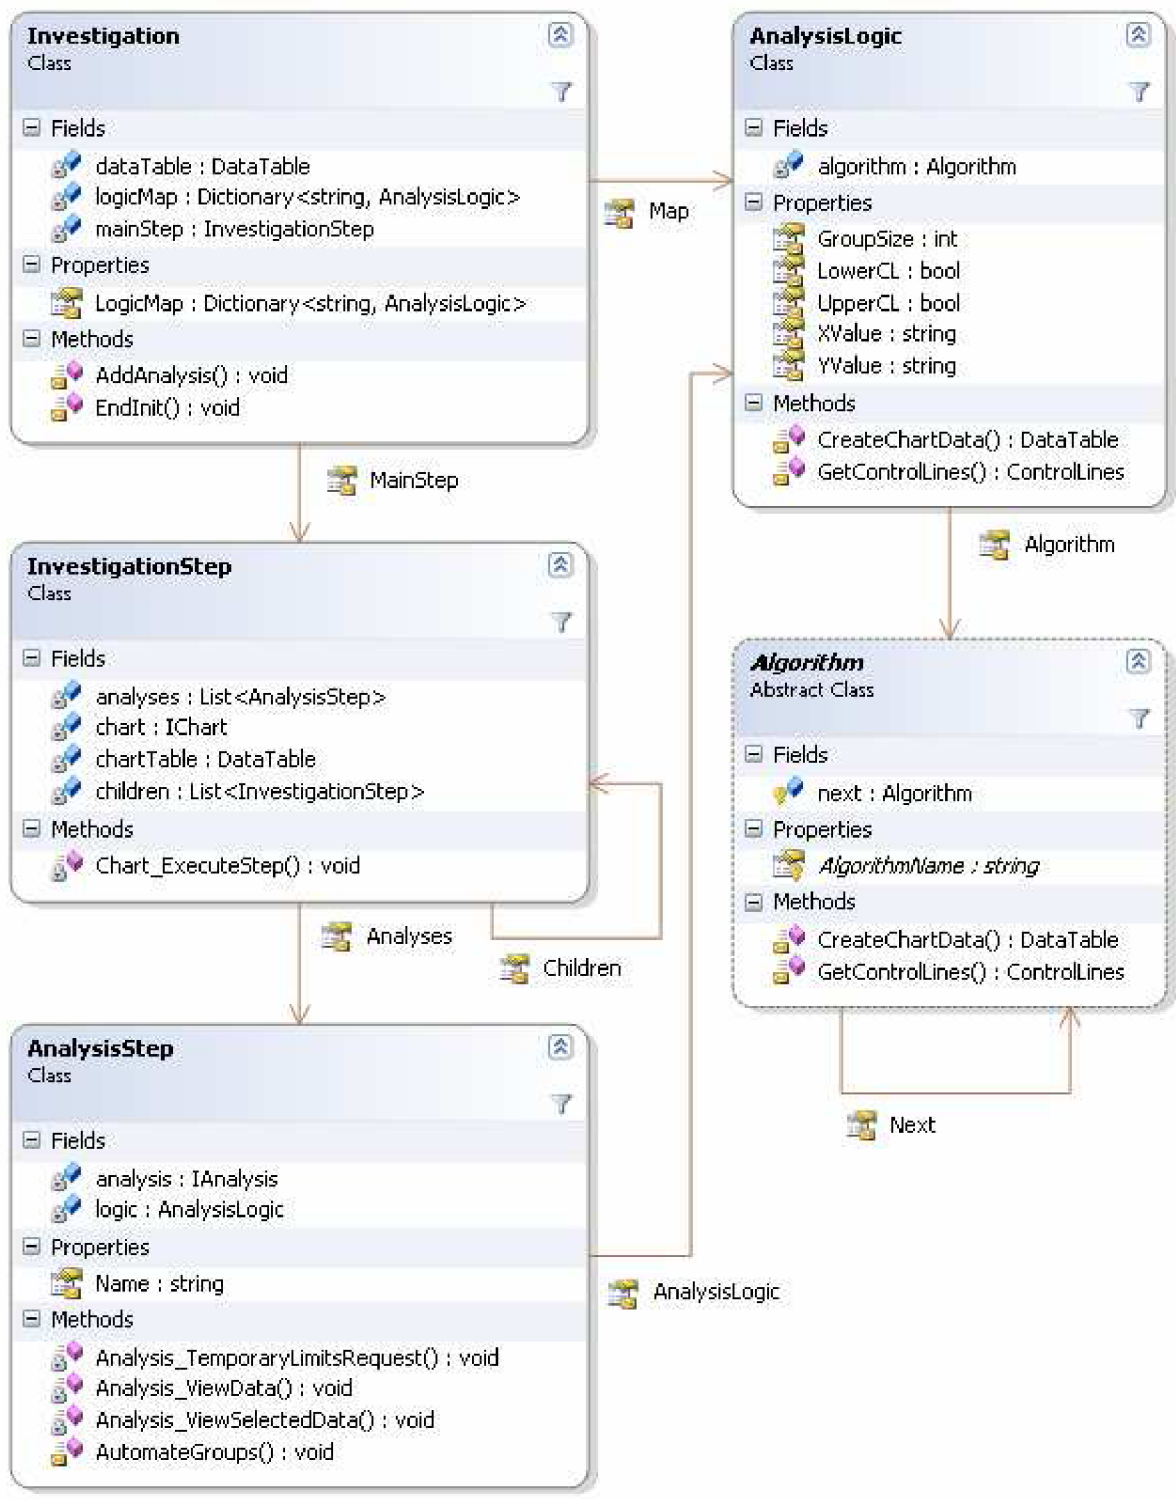 Investigation
Class
Fields
dataTable : DataTable
logicMap : Dictionary<string, AnalysisLogic>
mainStep : InvestigationStep
Properties
LogicMap : Dictionary<string, AnalysisLogic>
Methods
AddAnalysis() : void
EndInit() : void
Map
MainStep
AnalysisLogic
Class
Fields
algorithm : Algorithm
Properties
GroupSize : int
LowerCL : bool
UpperCL : bool
XValue : string
YValue : string
Methods
CreateChartData() : DataTable
GetControlLines() : ControlLines
Algorithm
InvestigationStep
Class
Fields
analyses : List<AnalysisStep>
chart : IChart
chartTable : DataTable
children : List<InvestigationStep>
Methods
Chart_ExecuteStep() : void
Analyses
Children
Algorithm
Abstract Class
Fields
next : Algorithm
Properties
AlgorithmName : string
Methods
CreateChartData() : DataTable
GetControlLines() : ControlLines
Next
AnalysisStep
Class
Fields
analysis : IAnalysis
logic : AnalysisLogic
Properties
Name : string
Methods
Analysis_TemporaryLimitsRequest() : void
Analysis_ViewData() : void
Analysis_ViewSelectedData() : void
AutomateGroups() : void
AnalysisLogic